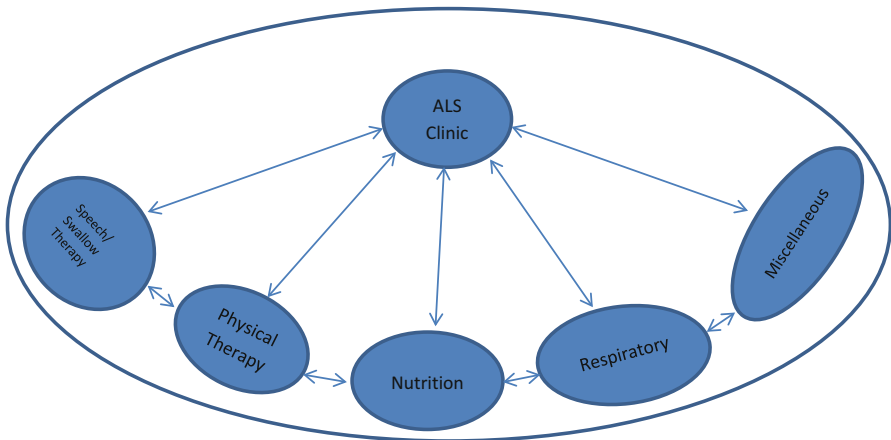 ALS
Clinic
Speech/
Swallow
Therapy
Physical
Therapy
Nutrition
Respiratory
Miscellaneous